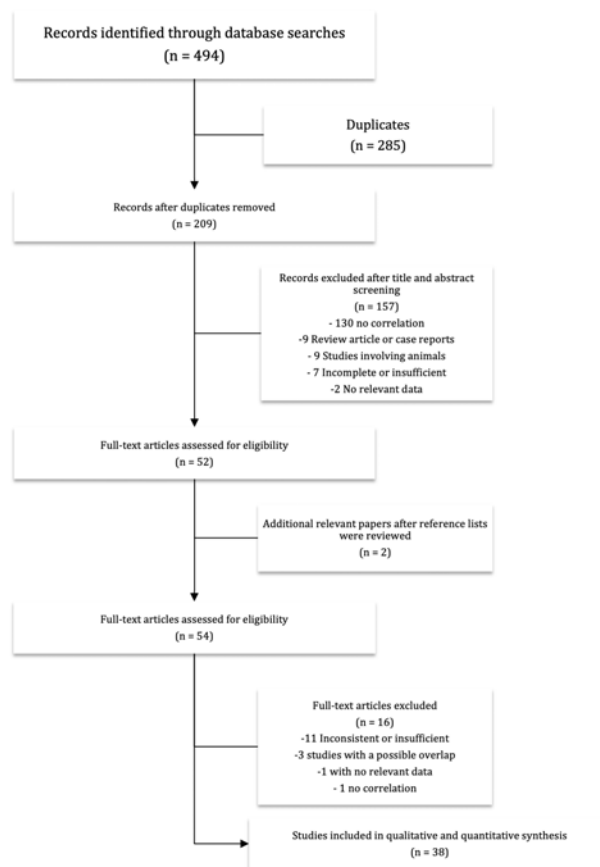 Records identified through database searches
(n = 494)
Duplicates
(n = 285)
Records after duplicates removed
(n = 209)
Records excluded after title and abstract
screening
(n = 157)
- 130 no correlation
-9 Review article or case reports
- 9 Studies involving animals
- 7 Incomplete or insufficient
-2 No relevant data
Full-text articles assessed for eligibility
(n = 52)
Additional relevant papers after reference lists
were reviewed
(n = 2)
Full-text articles assessed for eligibility
(n = 54)
Full-text articles excluded
(n = 16)
-11 Inconsistent or insufficient
-3 studies with a possible overlap
-1 with no relevant data
- 1 no correlation
Studies included in qualitative and quantitative synthesis
(n = 38)